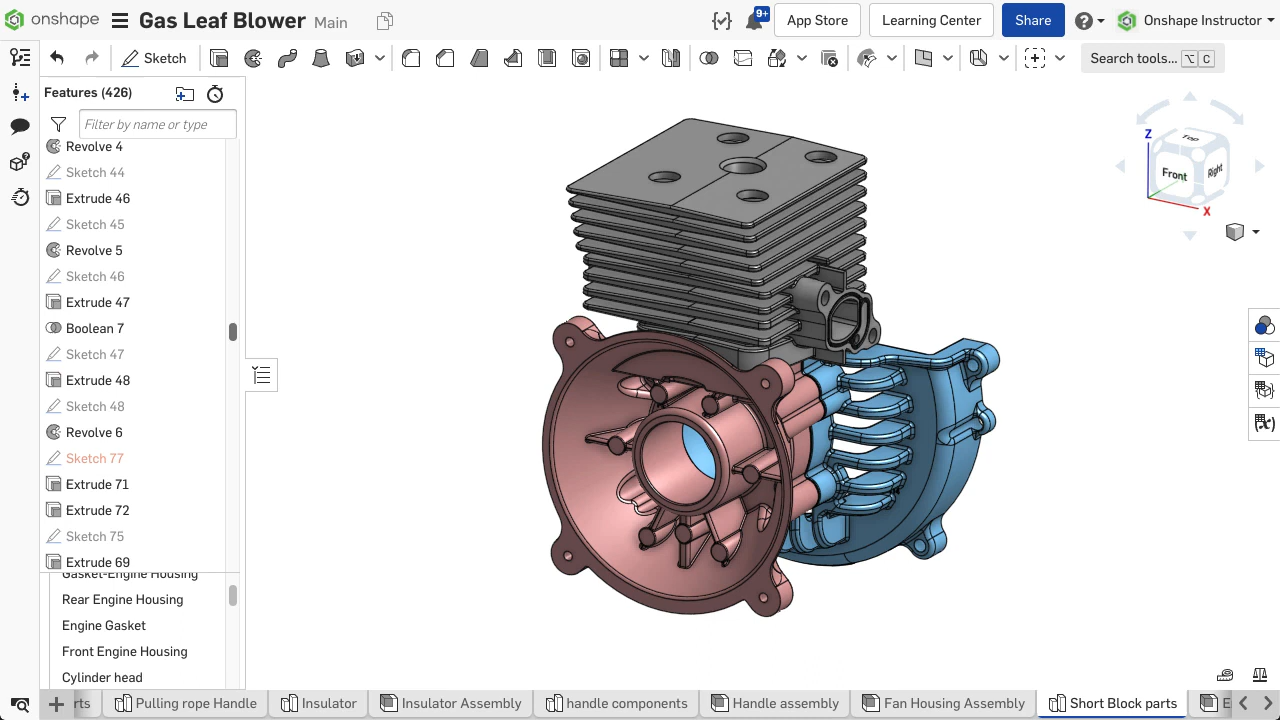 onshape Gas Leaf Blower Main 9+ App Store Learning Center Share Onshape Instructor
Sketch Search tools... ⌥ C
Features (426)
Filter by name or type
Revolve 4
Sketch 44
Extrude 46
Sketch 45
Revolve 5
Sketch 46
Extrude 47
Boolean 7
Sketch 47
Extrude 48
Sketch 48
Revolve 6
Sketch 77
Extrude 71
Extrude 72
Sketch 75
Extrude 69
Gasket-Engine Housing
Rear Engine Housing
Engine Gasket
Front Engine Housing
Cylinder head
Z
Top
Front
Right
X
(x)
rts Pulling rope Handle Insulator Insulator Assembly handle components Handle assembly Fan Housing Assembly Short Block parts E